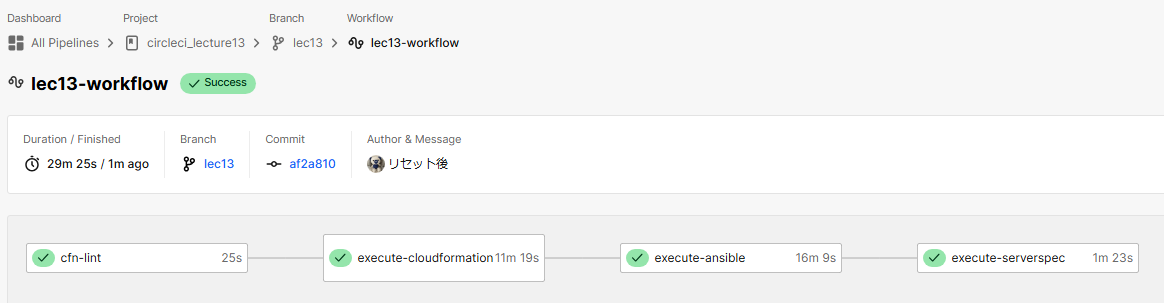 Dashboard Project Branch Workflow
All Pipelines circleci_lecture13 lec13 lec13-workflow
lec13-workflow Success
Duration / Finished Branch Commit Author & Message
29m 25s / 1m ago lec13 af2a810 リセット後
cfn-lint 25s execute-cloudformation 11m 19s execute-ansible 16m 9s execute-serverspec 1m 23s